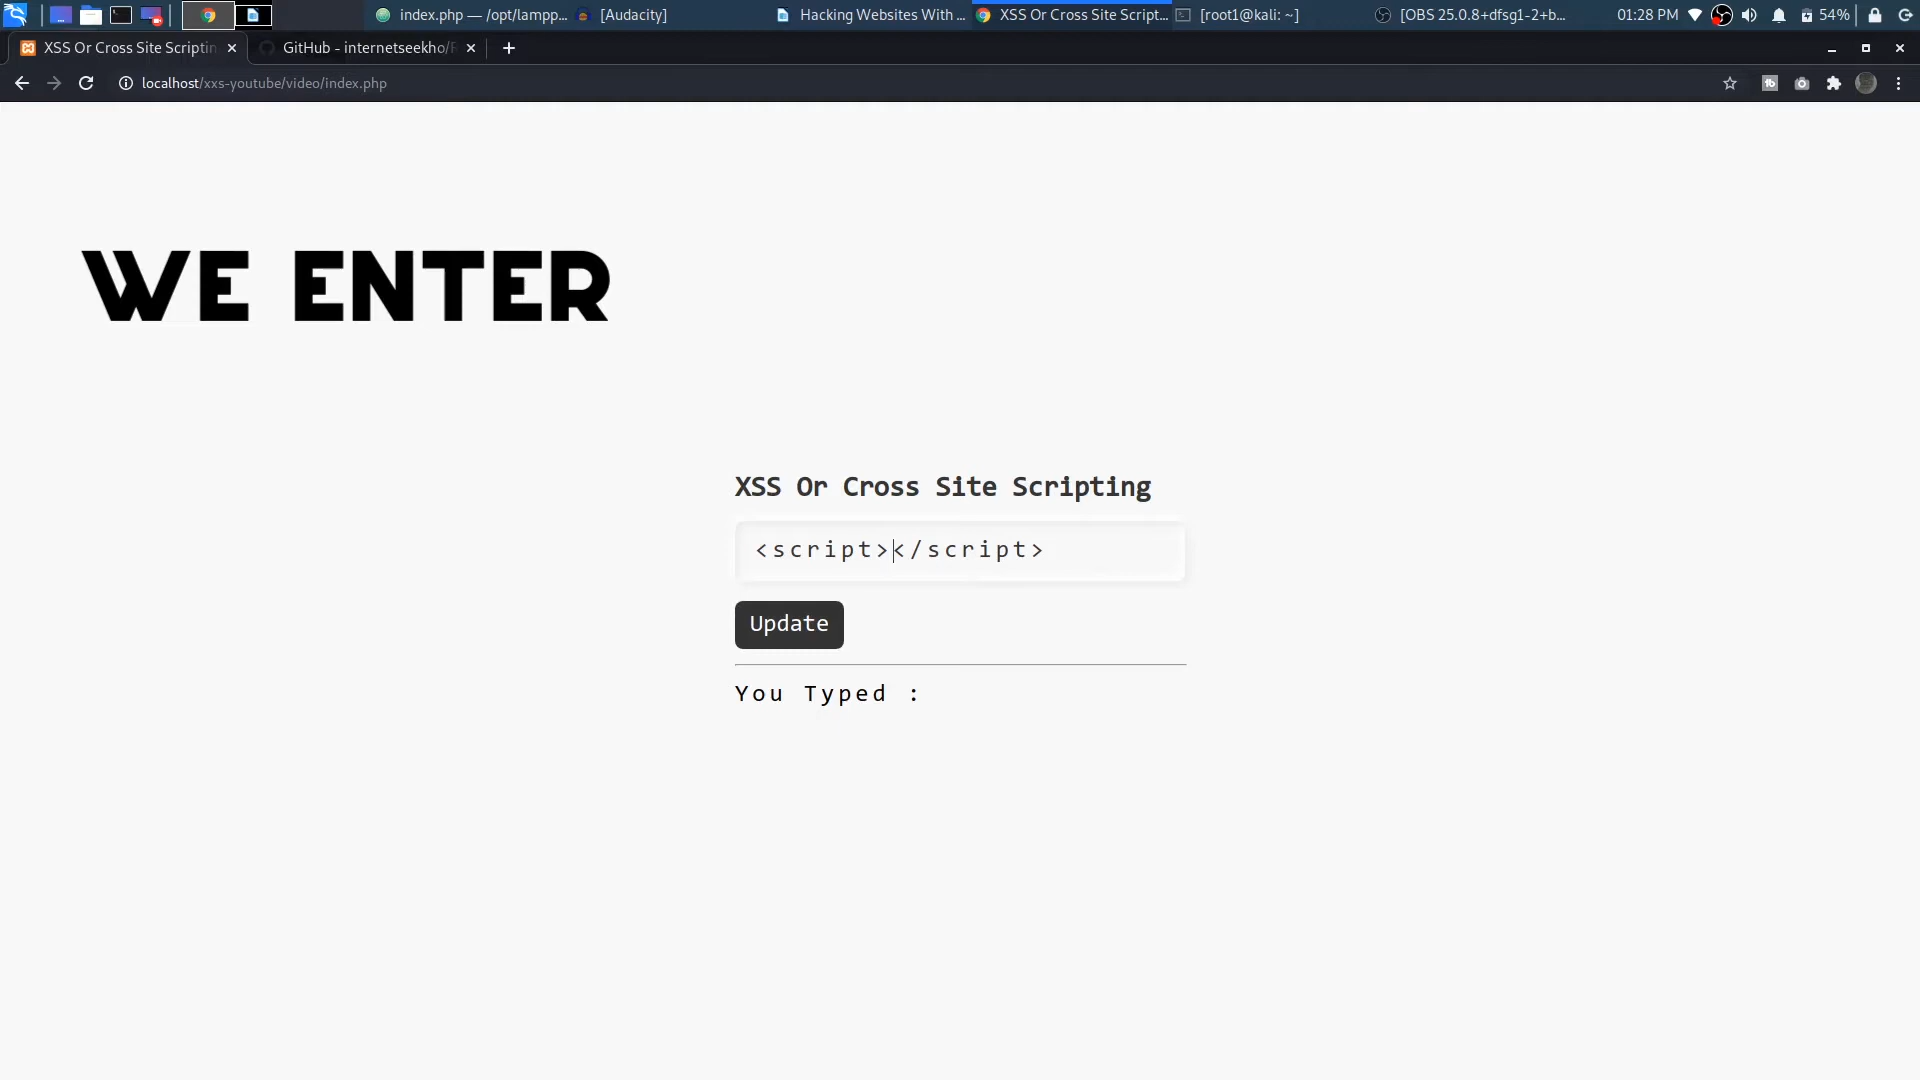 index.php — /opt/lampp...
[Audacity]
Hacking Websites With ...
XSS Or Cross Site Script...
[root1@kali: ~]
[OBS 25.0.8+dfsg1-2+b...
01:28 PM
54%
XSS Or Cross Site Scriptin
GitHub - internetseekho/R
localhost/xxs-youtube/video/index.php
WE ENTER
XSS Or Cross Site Scripting
<script></script>
Update
You Typed :